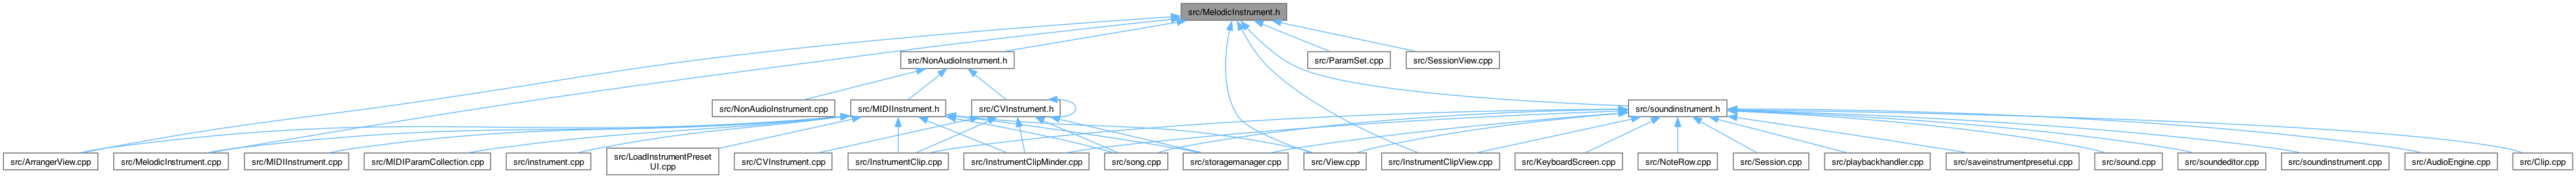 src/MelodicInstrument.h
src/NonAudioInstrument.h
src/ParamSet.cpp
src/SessionView.cpp
src/NonAudioInstrument.cpp
src/MIDIInstrument.h
src/CVInstrument.h
src/soundinstrument.h
src/ArrangerView.cpp
src/MelodicInstrument.cpp
src/MIDIInstrument.cpp
src/MIDIParamCollection.cpp
src/instrument.cpp
src/LoadInstrumentPreset
UI.cpp
src/CVInstrument.cpp
src/InstrumentClip.cpp
src/InstrumentClipMinder.cpp
src/song.cpp
src/storagemanager.cpp
src/View.cpp
src/InstrumentClipView.cpp
src/KeyboardScreen.cpp
src/NoteRow.cpp
src/Session.cpp
src/playbackhandler.cpp
src/saveinstrumentpresetui.cpp
src/sound.cpp
src/soundeditor.cpp
src/soundinstrument.cpp
src/AudioEngine.cpp
src/Clip.cpp